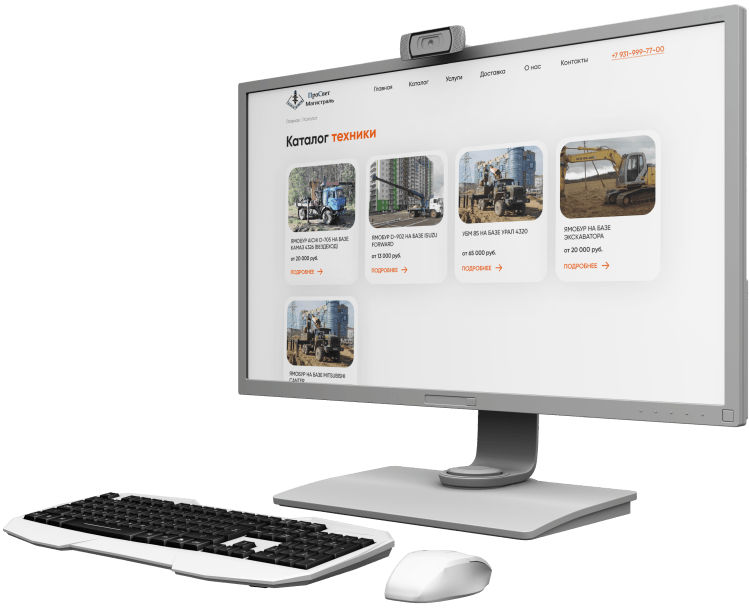 ПроСвет
Магистраль
Главная
Каталог
Услуги
Доставка
О нас
Контакты
+7 931-999-77-00
Главная / Каталог
Каталог техники
ЯМОБУР АСЖ D-705 НА БАЗЕ
КАМАЗ 4326 (ВЕЗДЕХОД)
от 20 000 руб.
ПОДРОБНЕЕ →
ЯМОБУР D-902 НА БАЗЕ ISUZU
FORWARD
от 13 000 руб.
ПОДРОБНЕЕ →
УБМ 85 НА БАЗЕ УРАЛ 4320
от 65 000 руб.
ПОДРОБНЕЕ →
ЯМОБУР НА БАЗЕ
ЭКСКАВАТОРА
от 20 000 руб.
ПОДРОБНЕЕ →
ЯМОБУР НА БАЗЕ MITSUBISHI
CANTER